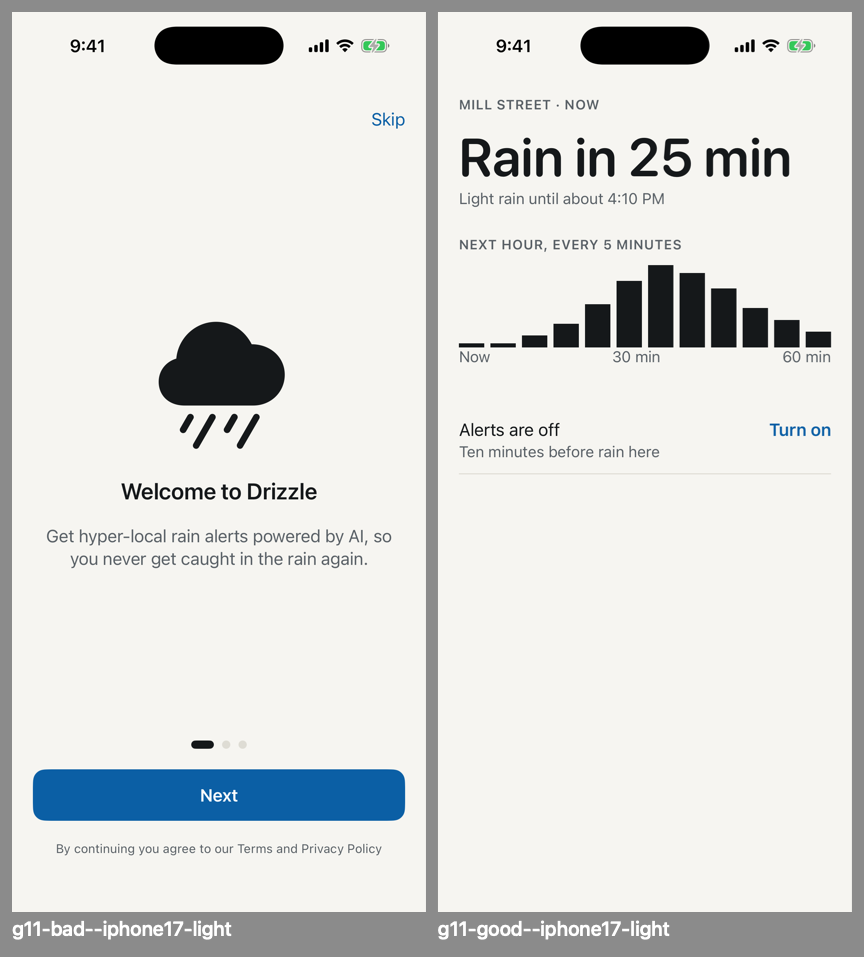 9:41
Skip
Welcome to Drizzle
Get hyper-local rain alerts powered by AI, so
you never get caught in the rain again.
Next
By continuing you agree to our Terms and Privacy Policy
g11-bad--iphone17-light
9:41
MILL STREET · NOW
Rain in 25 min
Light rain until about 4:10 PM
NEXT HOUR, EVERY 5 MINUTES
Now 30 min 60 min
Alerts are off Turn on
Ten minutes before rain here
g11-good--iphone17-light